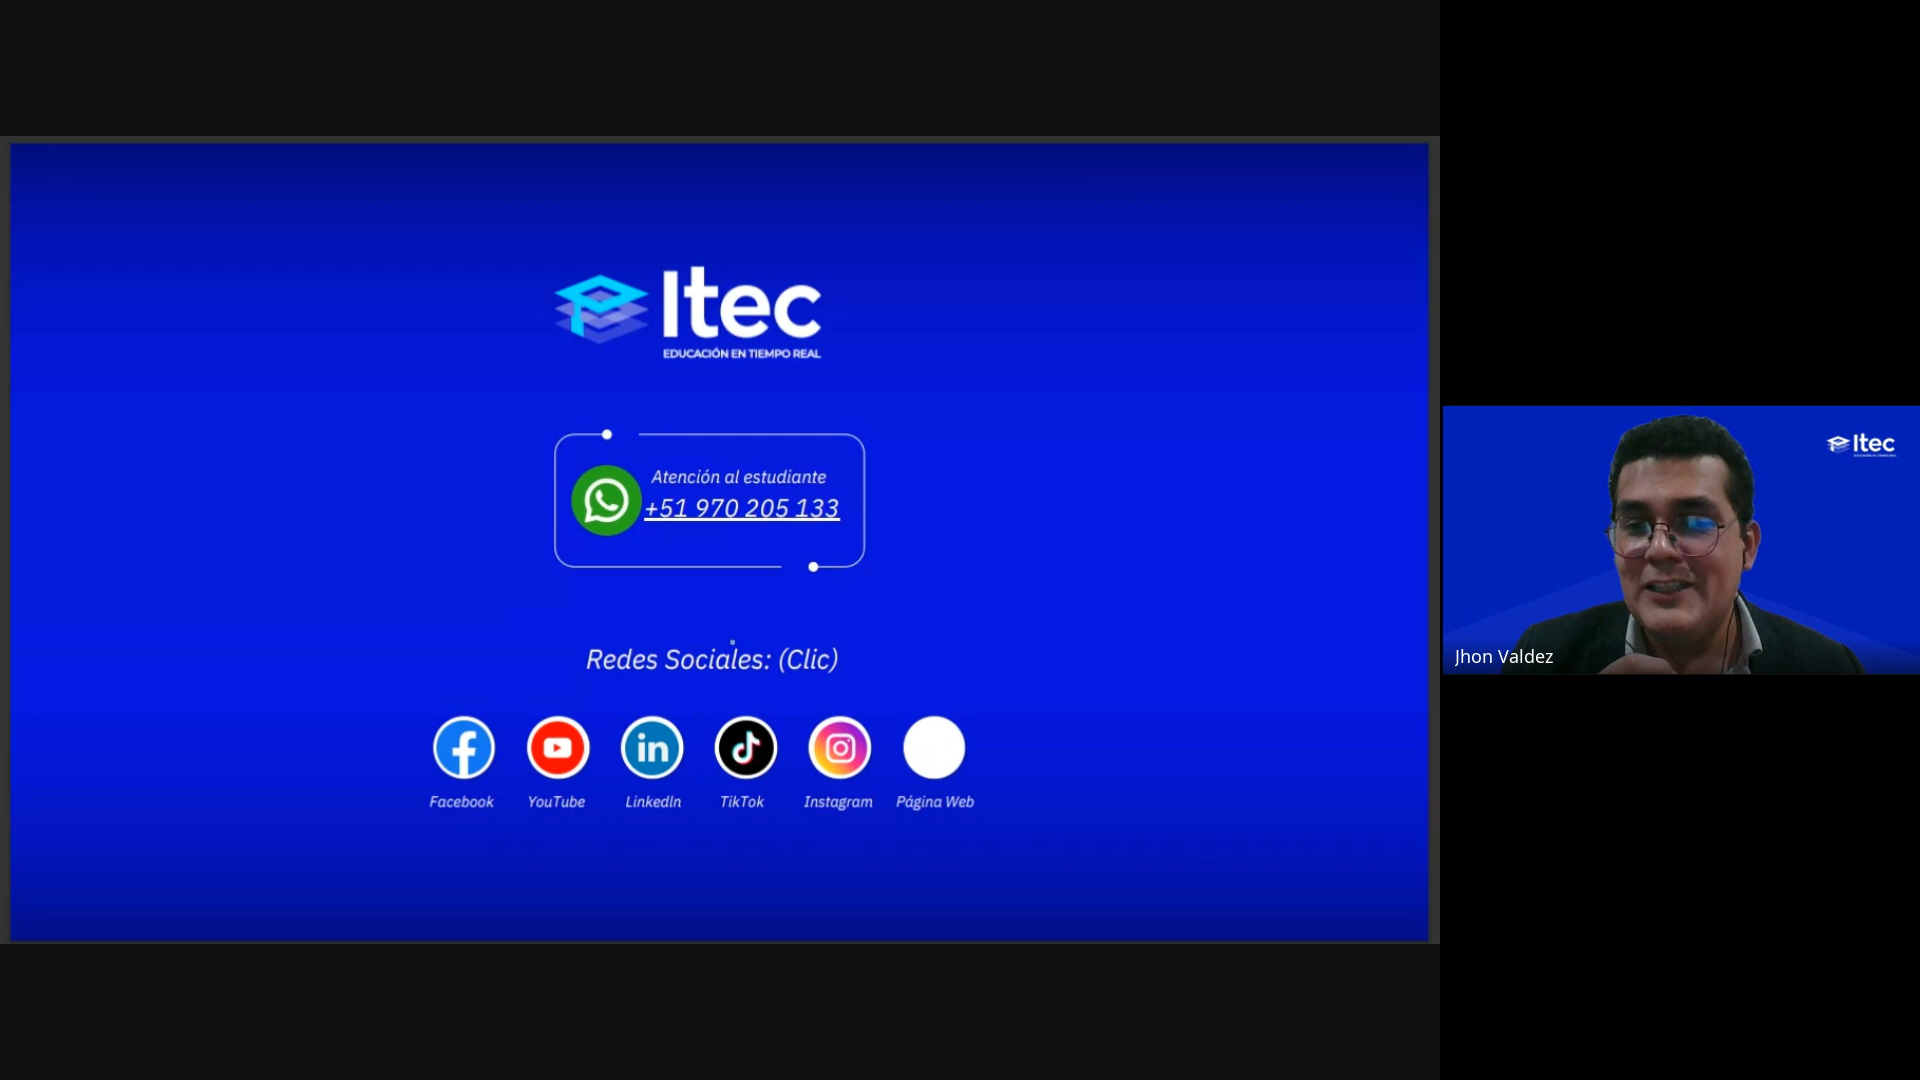 Itec
EDUCACIÓN EN TIEMPO REAL
Atención al estudiante
+51 970 205 133
Redes Sociales: (Clic)
Facebook
YouTube
LinkedIn
TikTok
Instagram
Página Web
Itec
Jhon Valdez